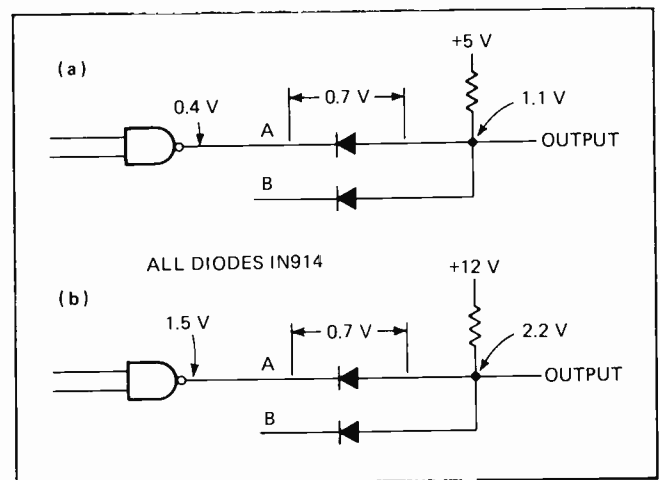 (a)
+5 V
0.4 V
0.7 V
1.1 V
A
OUTPUT
B
ALL DIODES IN914
(b)
+12 V
1.5 V
0.7 V
2.2 V
A
OUTPUT
B